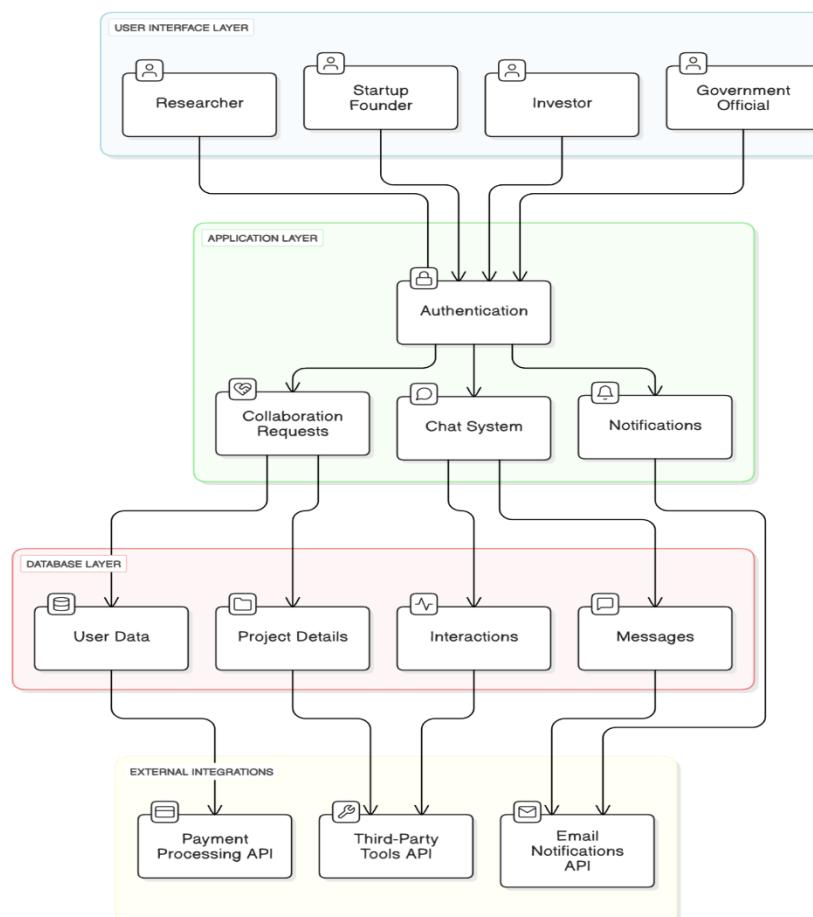 USER INTERFACE LAYER
Researcher
Startup
Founder
Investor
Government
Official
APPLICATION LAYER
Authentication
Collaboration
Requests
Chat System
Notifications
DATABASE LAYER
User Data
Project Details
Interactions
Messages
EXTERNAL INTEGRATIONS
Payment
Processing API
Third-Party
Tools API
Email
Notifications
API